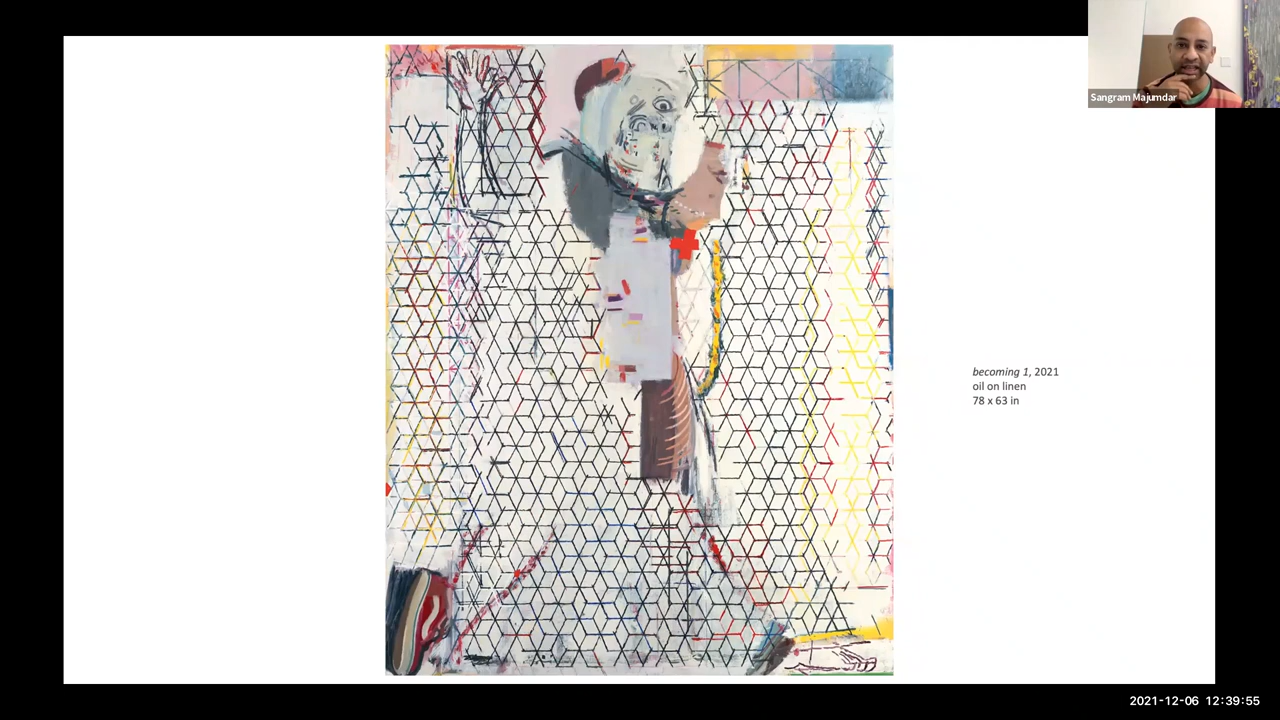 Sangram Majumdar
becoming 1, 2021
oil on linen
78 x 63 in
2021-12-06 12:39:55